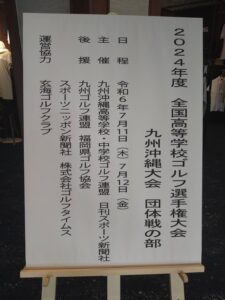 2024年度　全国高等学校ゴルフ選手権大会
九州沖縄大会　団体戦の部
日程　令和6年7月11日（木）7月12日（金）
主催　九州沖縄高等学校・中学校ゴルフ連盟　日刊スポーツ新聞社
後援　九州ゴルフ連盟　福岡県ゴルフ協会
スポーツニッポン新聞社　株式会社ゴルフタイムス
運営協力　玄海ゴルフクラブ